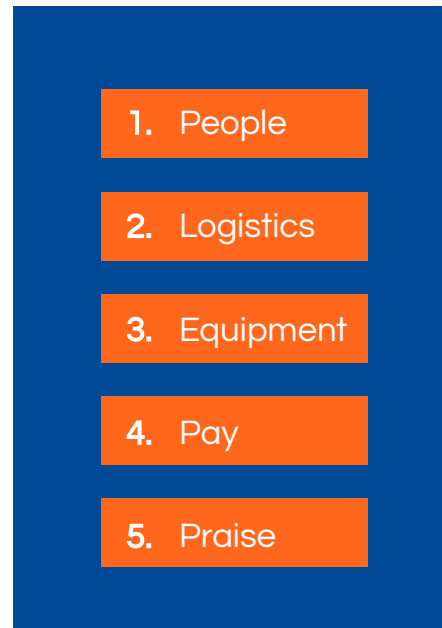 1. People
2. Logistics
3. Equipment
4. Pay
5. Praise